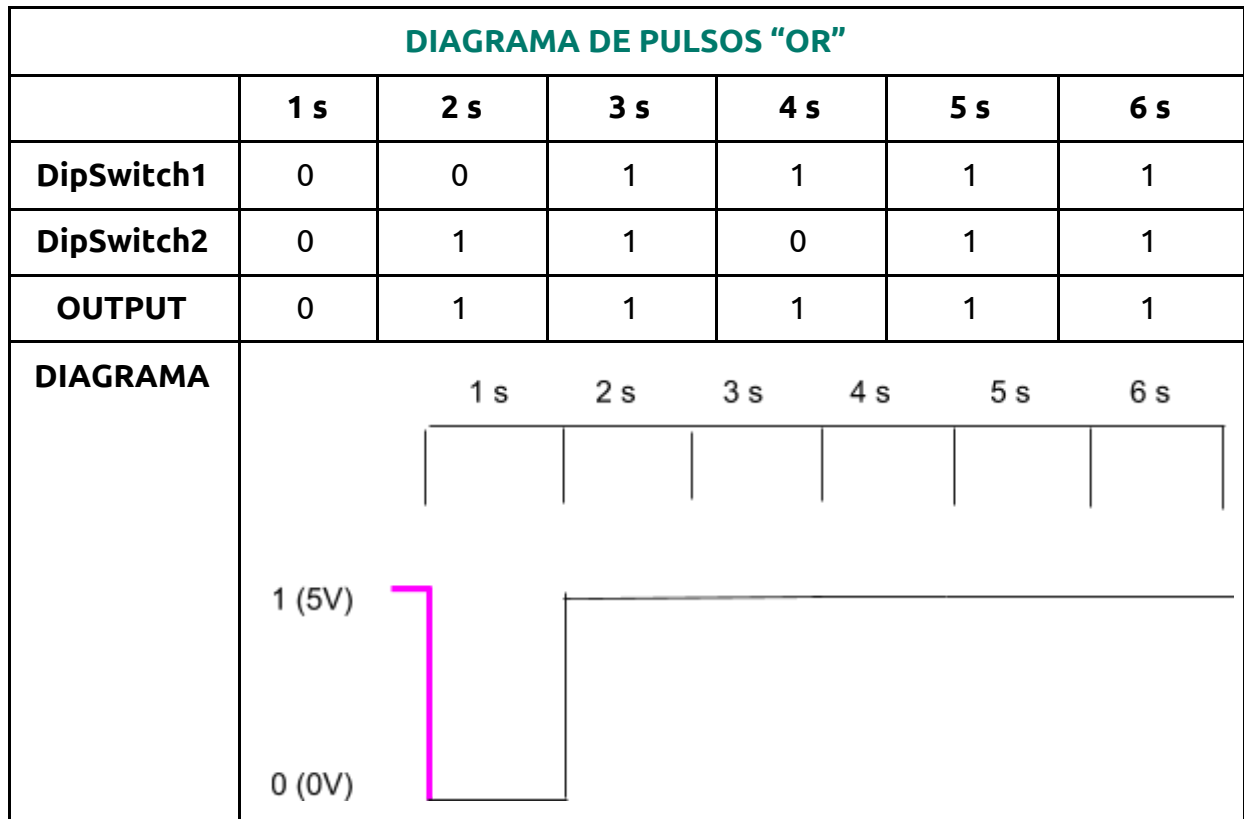 DIAGRAMA DE PULSOS “OR”
1 s 2 s 3 s 4 s 5 s 6 s
DipSwitch1 0 0 1 1 1 1
DipSwitch2 0 1 1 0 1 1
OUTPUT 0 1 1 1 1 1
DIAGRAMA
1 s 2 s 3 s 4 s 5 s 6 s
1 (5V)
0 (0V)